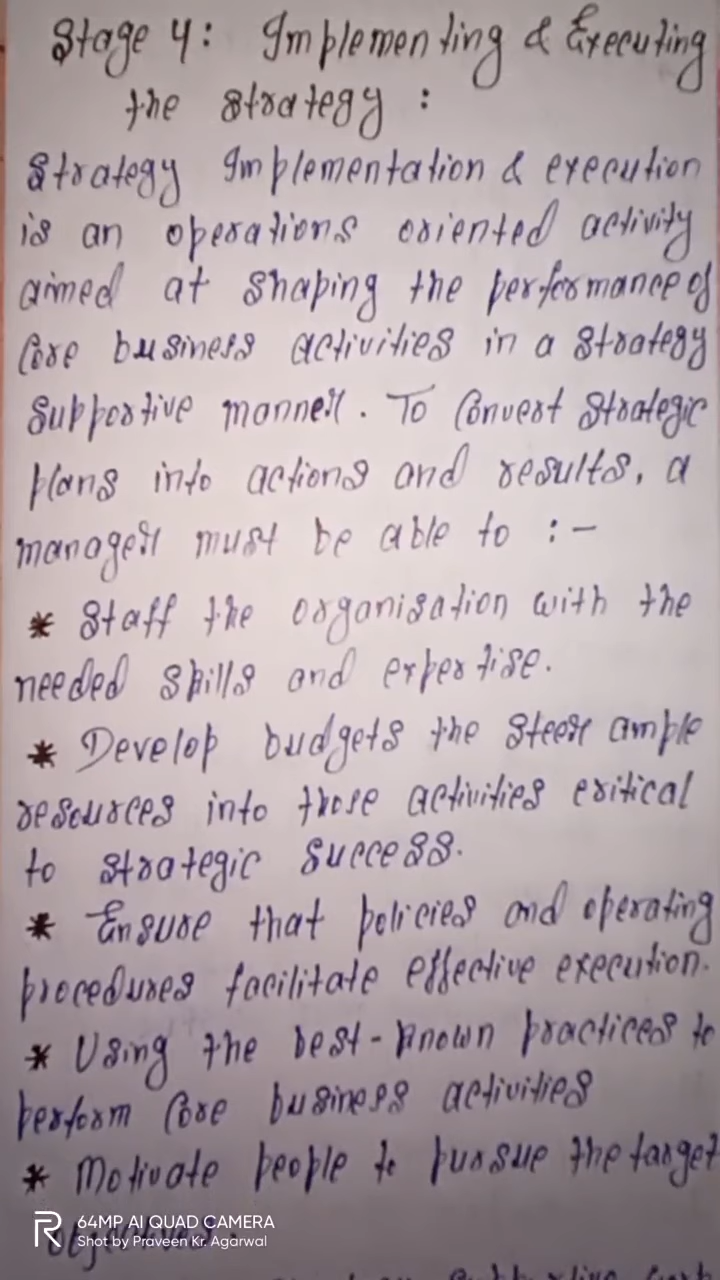 Stage 4: Implementing & Executing
the strategy :
Strategy Implementation & execution
is an operations oriented activity
aimed at shaping the performance of
Core business activities in a strategy
supportive manner. To Convert Strategic
plans into actions and results, a
manager must be able to : -
* Staff the organisation with the
needed skills and expertise.
* Develop budgets the steer ample
resources into those activities critical
to strategic success.
* Ensure that policies and operating
procedures facilitate effective execution.
* Using the best-known practices to
perform Core business activities
* Motivate people to pursue the target
objectives.
64MP AI QUAD CAMERA
Shot by Praveen Kr. Agarwal